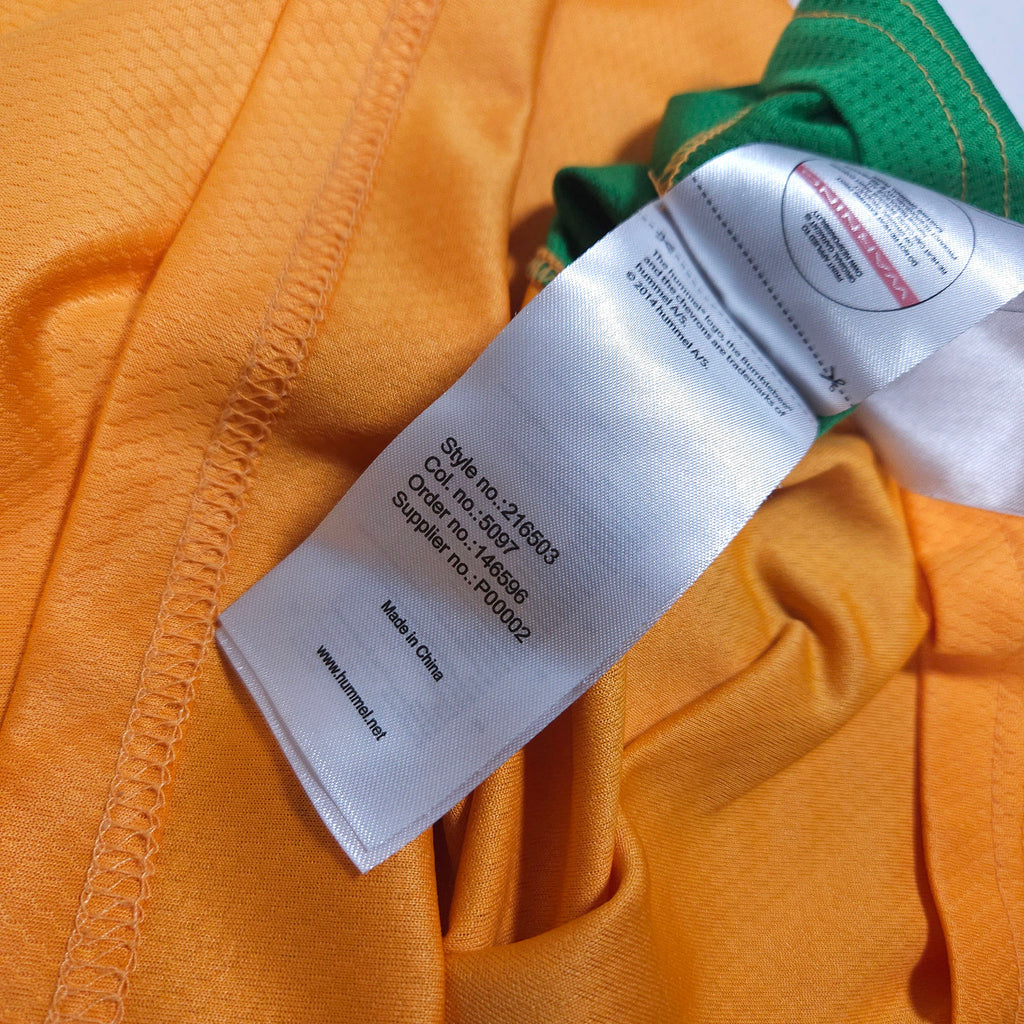 WARNING
The hummel® logo, the Bumblebee®
and the chevrons are trademarks of
hummel A/S.
© 2014 hummel A/S.
Style no.:216503
Col. no.:5097
Order no.:146596
Supplier no.:P00002
Made in China
www.hummel.net